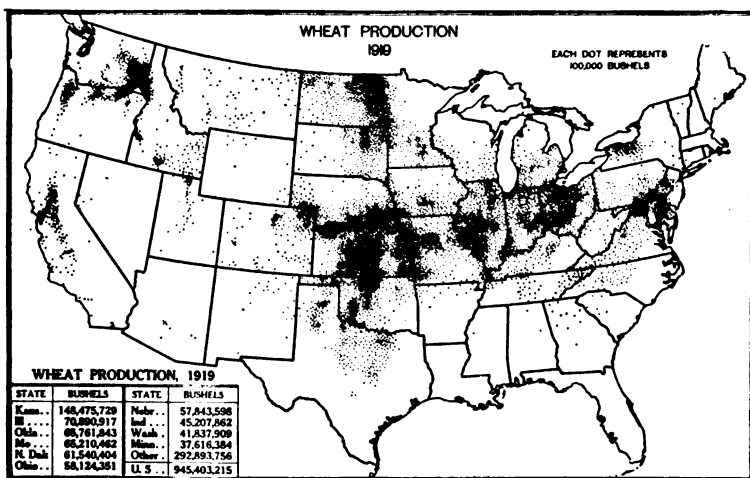 WHEAT PRODUCTION
1919
EACH DOT REPRESENTS
100,000 BUSHELS
WHEAT PRODUCTION, 1919
STATE BUSHELS STATE BUSHELS
Kans.. 148,475,729 Nebr. 57,843,598
Ill.... 70,890,917 Ind... 45,207,862
Okla.. 65,761,843 Wash.. 41,837,909
Mo... 65,210,462 Minn. 37,616,384
N. Dak 61,540,404 Other. 292,893,756
Ohio.. 58,124,351 U. S.. 945,403,215